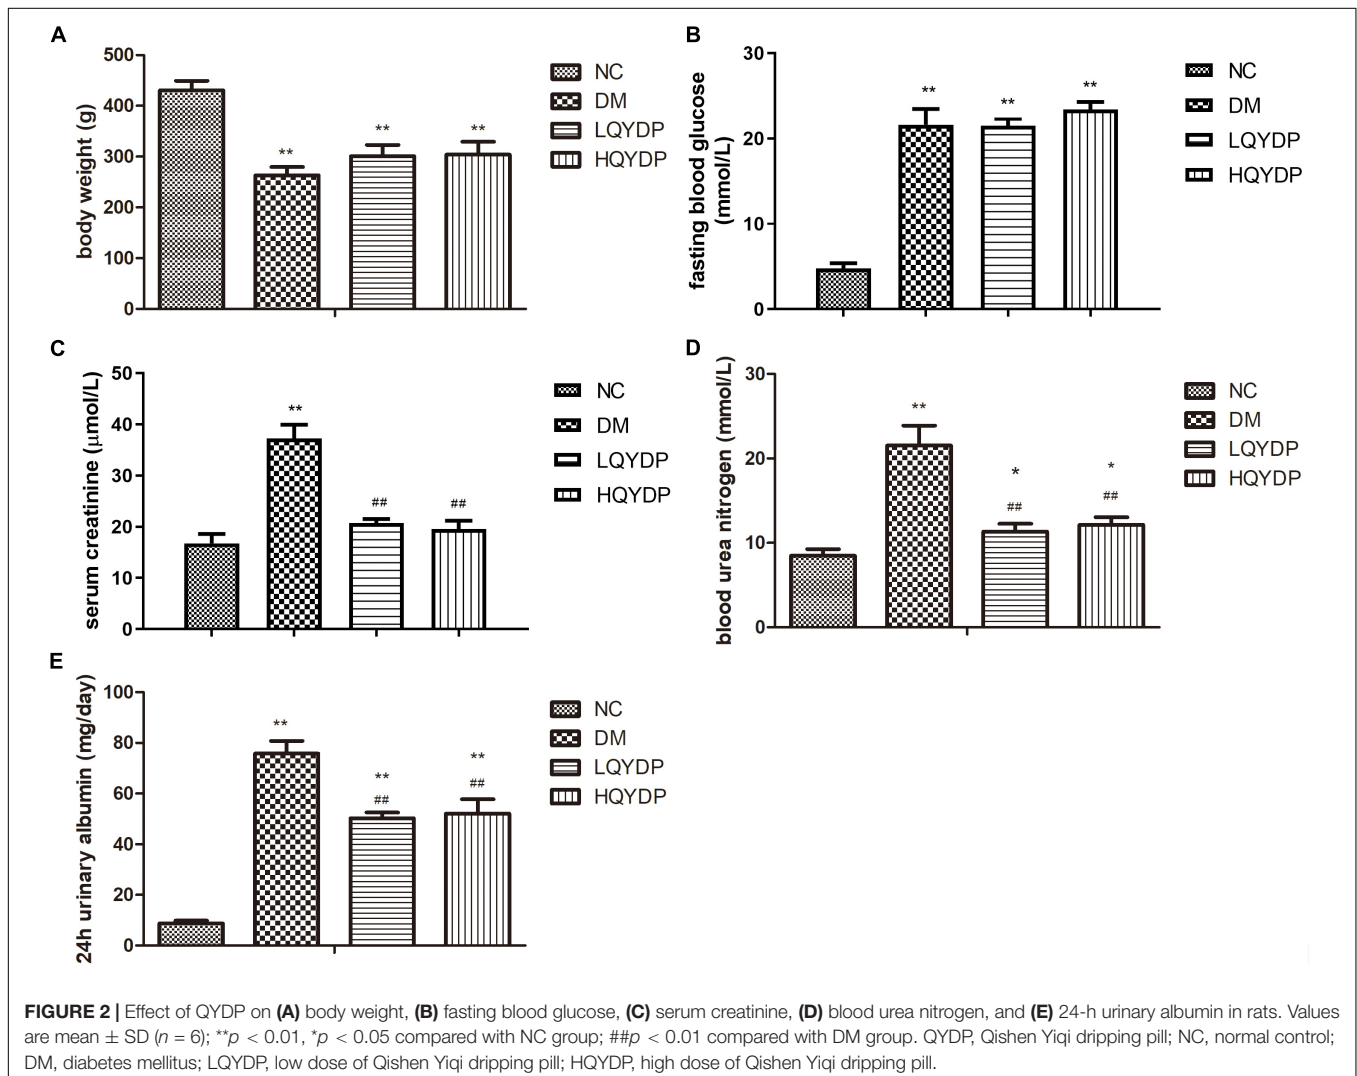 A
body weight (g)
500
400
300
200
100
0
**
**
**
NC
DM
LQYDP
HQYDP
B
fasting blood glucose
(mmol/L)
30
20
10
0
**
**
**
NC
DM
LQYDP
HQYDP
C
serum creatinine (μmol/L)
50
40
30
20
10
0
**
##
##
NC
DM
LQYDP
HQYDP
D
blood urea nitrogen (mmol/L)
30
20
10
0
**
*
##
*
##
NC
DM
LQYDP
HQYDP
E
24h urinary albumin (mg/day)
100
80
60
40
20
0
**
**
##
**
##
NC
DM
LQYDP
HQYDP
FIGURE 2 | Effect of QYDP on (A) body weight, (B) fasting blood glucose, (C) serum creatinine, (D) blood urea nitrogen, and (E) 24-h urinary albumin in rats. Values
are mean ± SD (n = 6); **p < 0.01, *p < 0.05 compared with NC group; ##p < 0.01 compared with DM group. QYDP, Qishen Yiqi dripping pill; NC, normal control;
DM, diabetes mellitus; LQYDP, low dose of Qishen Yiqi dripping pill; HQYDP, high dose of Qishen Yiqi dripping pill.